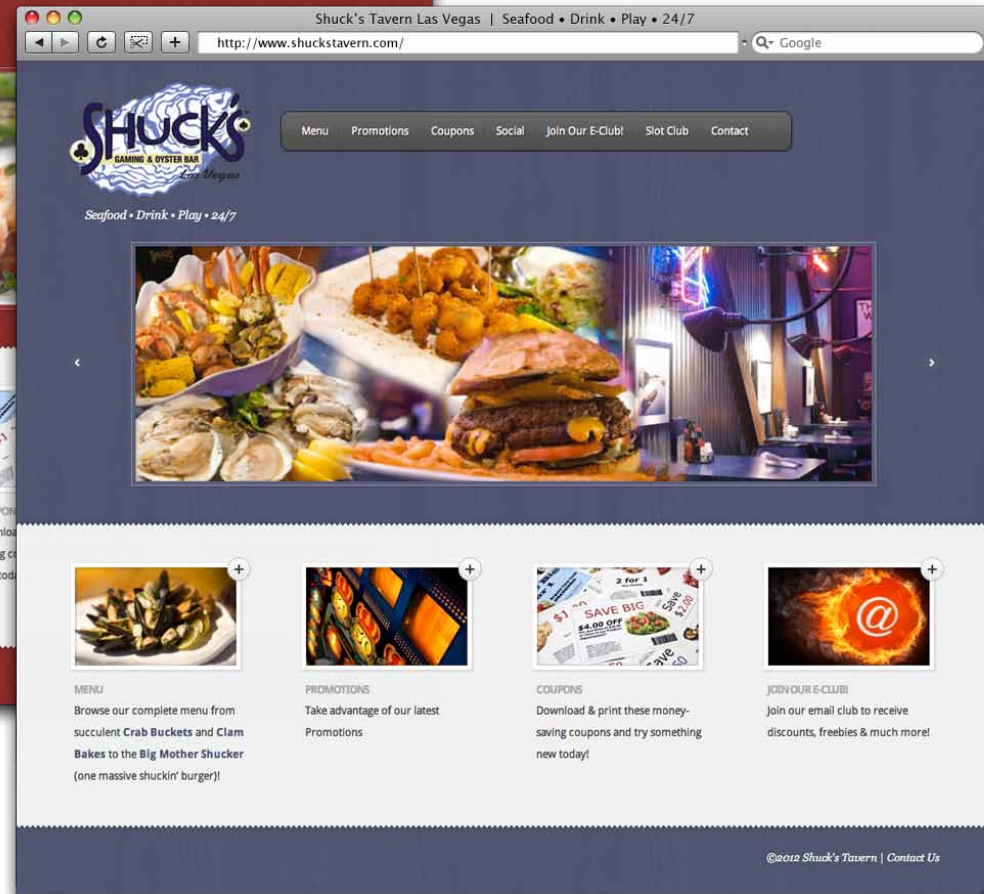 Shuck's Tavern Las Vegas | Seafood • Drink • Play • 24/7
http://www.shuckstavern.com/
Google
SHUCK'S
GAMING & OYSTER BAR
Las Vegas
Seafood • Drink • Play • 24/7
Menu Promotions Coupons Social Join Our E-Club! Slot Club Contact
2 for 1
SAVE BIG
$4.00 OFF
Save
$2.00
Save
MENU
Browse our complete menu from
succulent Crab Buckets and Clam
Bakes to the Big Mother Shucker
(one massive shuckin' burger)!
PROMOTIONS
Take advantage of our latest
Promotions
COUPONS
Download & print these money-
saving coupons and try something
new today!
@
JOIN OUR E-CLUB!
Join our email club to receive
discounts, freebies & much more!
©2012 Shuck's Tavern | Contact Us